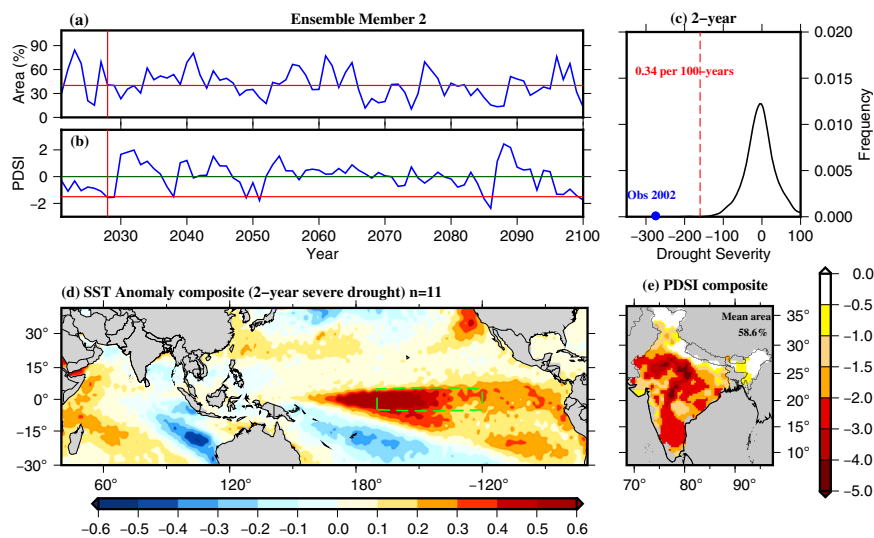 (a) Ensemble Member 2 (c) 2-year
Area (%)
90
60
30
0
(b)
PDSI
2
0
−2
2030 2040 2050 2060 2070 2080 2090 2100
Year
0.34 per 100-years
Obs 2002
0.020
0.015
0.010
0.005
0.000
Frequency
−300 −200 −100 0 100
Drought Severity
(d) SST Anomaly composite (2-year severe drought) n=11
30°
15°
0°
−15°
−30°
60° 120° 180° −120°
−0.6 −0.5 −0.4 −0.3 −0.2 −0.1 0.0 0.1 0.2 0.3 0.4 0.5 0.6
(e) PDSI composite
Mean area
58.6%
35°
30°
25°
20°
15°
10°
70° 80° 90°
0.0
−0.5
−1.0
−1.5
−2.0
−3.0
−4.0
−5.0